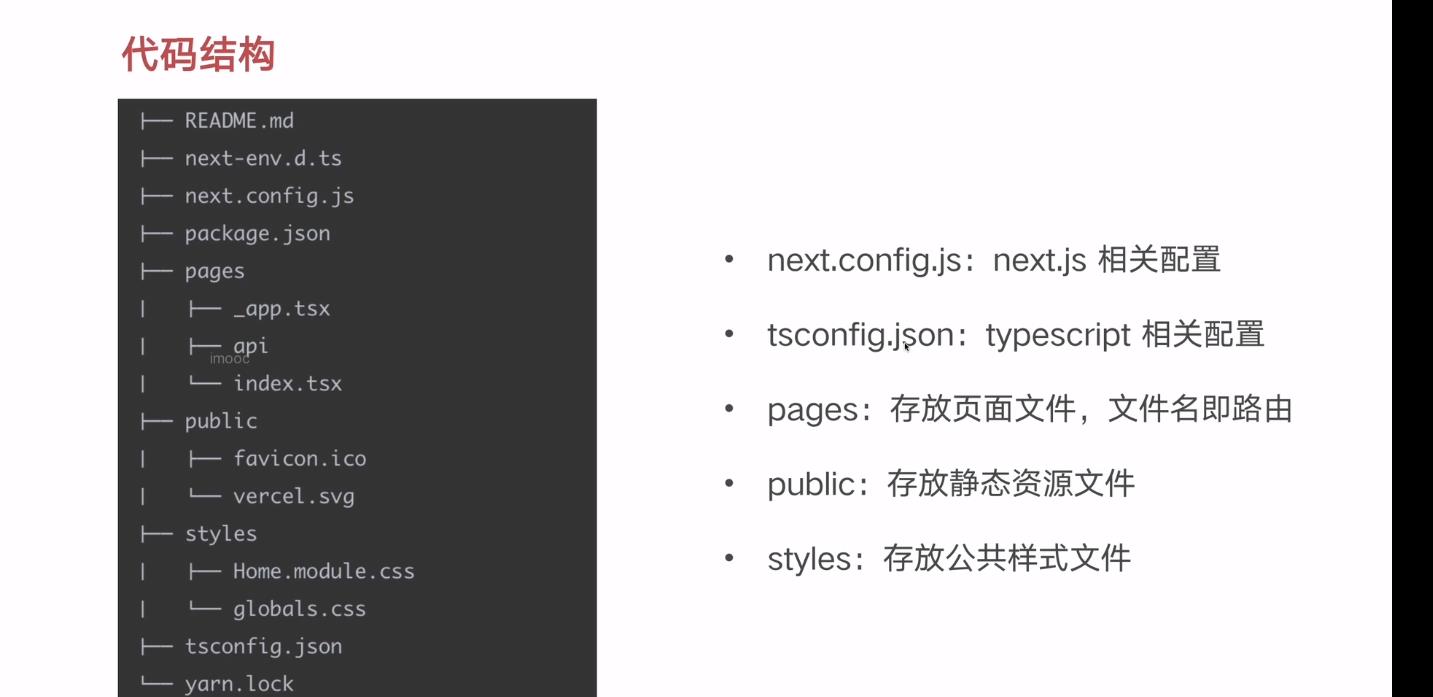 代码结构
├── README.md
├── next-env.d.ts
├── next.config.js
├── package.json
├── pages
|   ├── _app.tsx
|   ├── api
imooc
|   └── index.tsx
├── public
|   ├── favicon.ico
|   └── vercel.svg
├── styles
|   ├── Home.module.css
|   └── globals.css
├── tsconfig.json
└── yarn.lock
• next.config.js：next.js 相关配置
• tsconfig.json：typescript 相关配置
• pages：存放页面文件，文件名即路由
• public：存放静态资源文件
• styles：存放公共样式文件